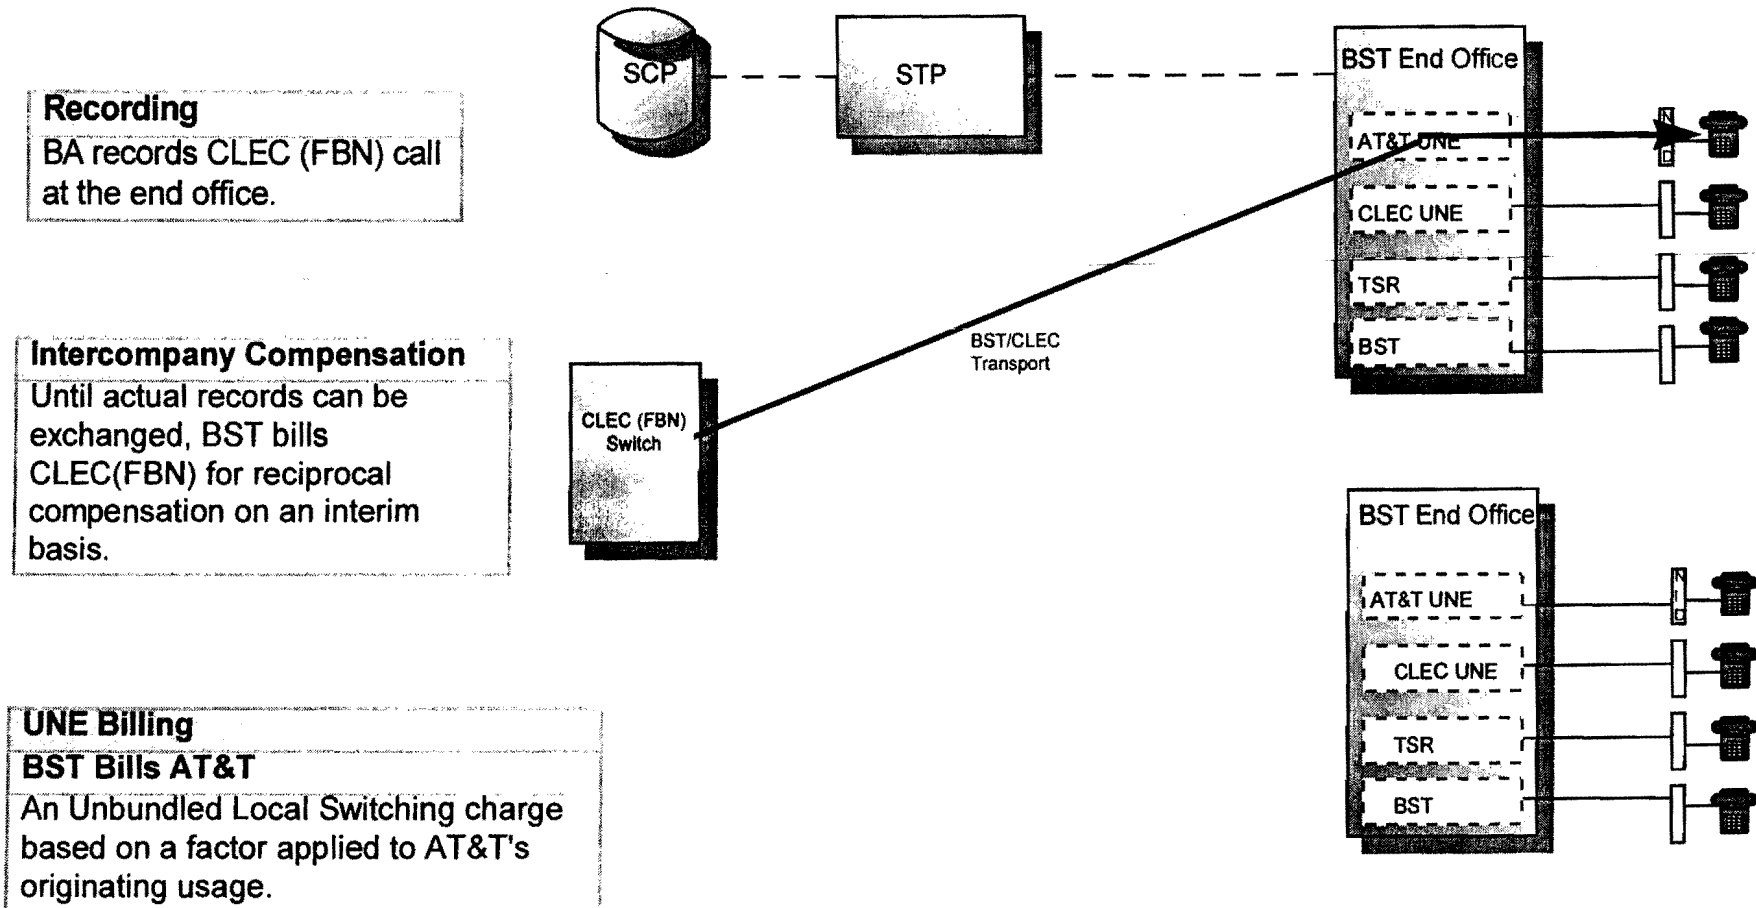 Recording
BA records CLEC (FBN) call
at the end office.
Intercompany Compensation
Until actual records can be
exchanged, BST bills
CLEC(FBN) for reciprocal
compensation on an interim
basis.
UNE Billing
BST Bills AT&T
An Unbundled Local Switching charge
based on a factor applied to AT&T's
originating usage.
SCP
STP
CLEC (FBN)
Switch
BST/CLEC
Transport
BST End Office
AT&T UNE
N
D
CLEC UNE
TSR
BST
BST End Office
AT&T UNE
N
I
D
CLEC UNE
TSR
BST